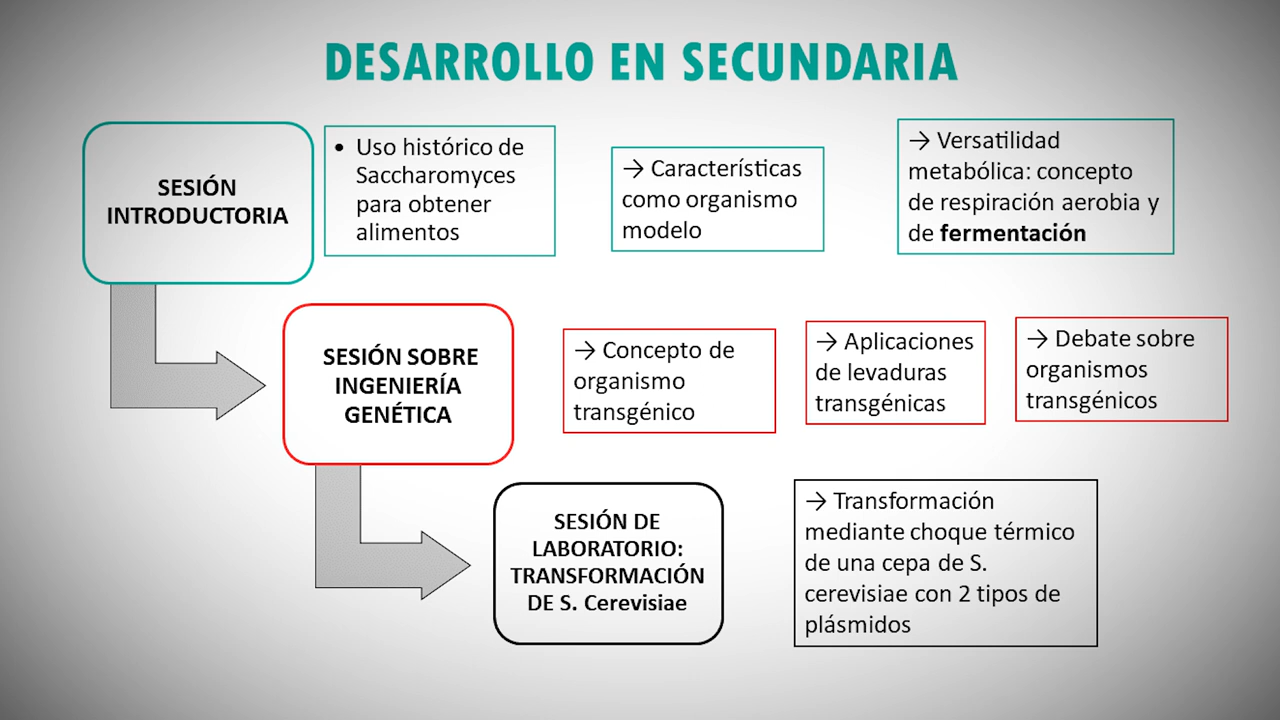 DESARROLLO EN SECUNDARIA
SESIÓN
INTRODUCTORIA
• Uso histórico de
Saccharomyces
para obtener
alimentos
→ Características
como organismo
modelo
→ Versatilidad
metabólica: concepto
de respiración aerobia y
de fermentación
SESIÓN SOBRE
INGENIERÍA
GENÉTICA
→ Concepto de
organismo
transgénico
→ Aplicaciones
de levaduras
transgénicas
→ Debate sobre
organismos
transgénicos
SESIÓN DE
LABORATORIO:
TRANSFORMACIÓN
DE S. Cerevisiae
→ Transformación
mediante choque térmico
de una cepa de S.
cerevisiae con 2 tipos de
plásmidos